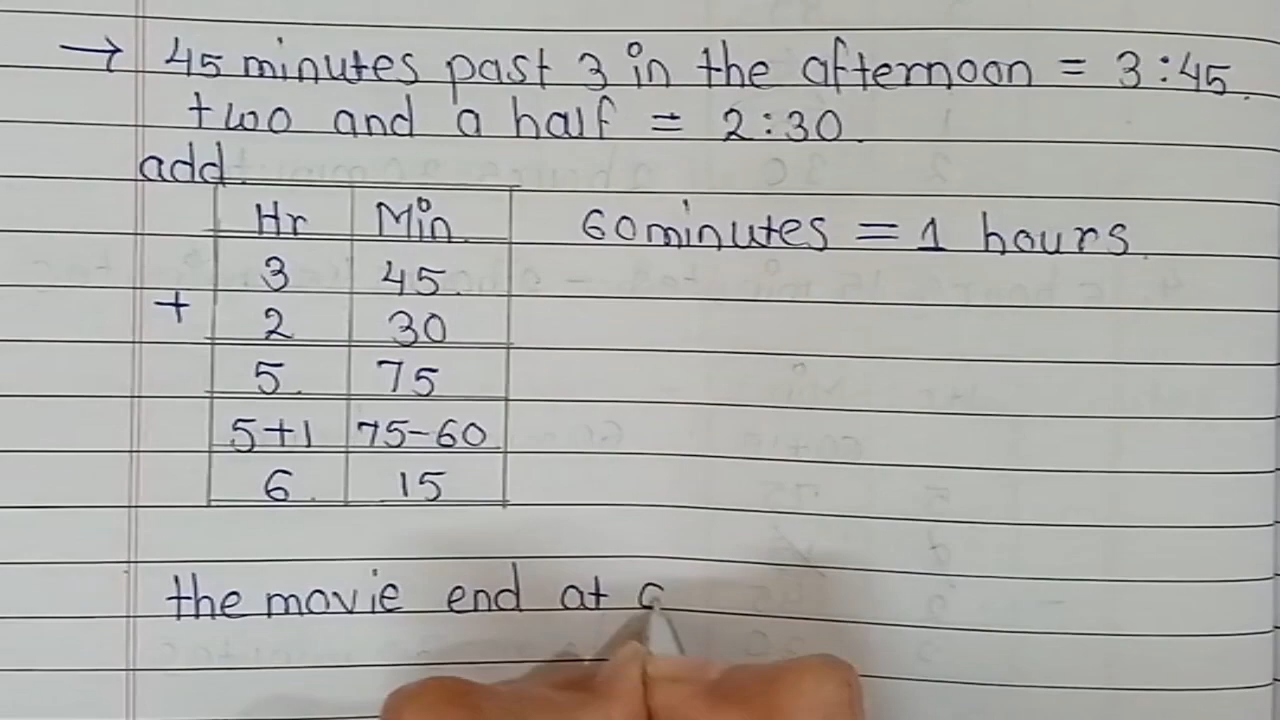 → 45 minutes past 3 in the afternoon = 3:45.
two and a half = 2:30.
add.
Hr Min
3 45
+ 2 30
5 75
5+1 75-60
6 15
60 minutes = 1 hours.
the movie end at